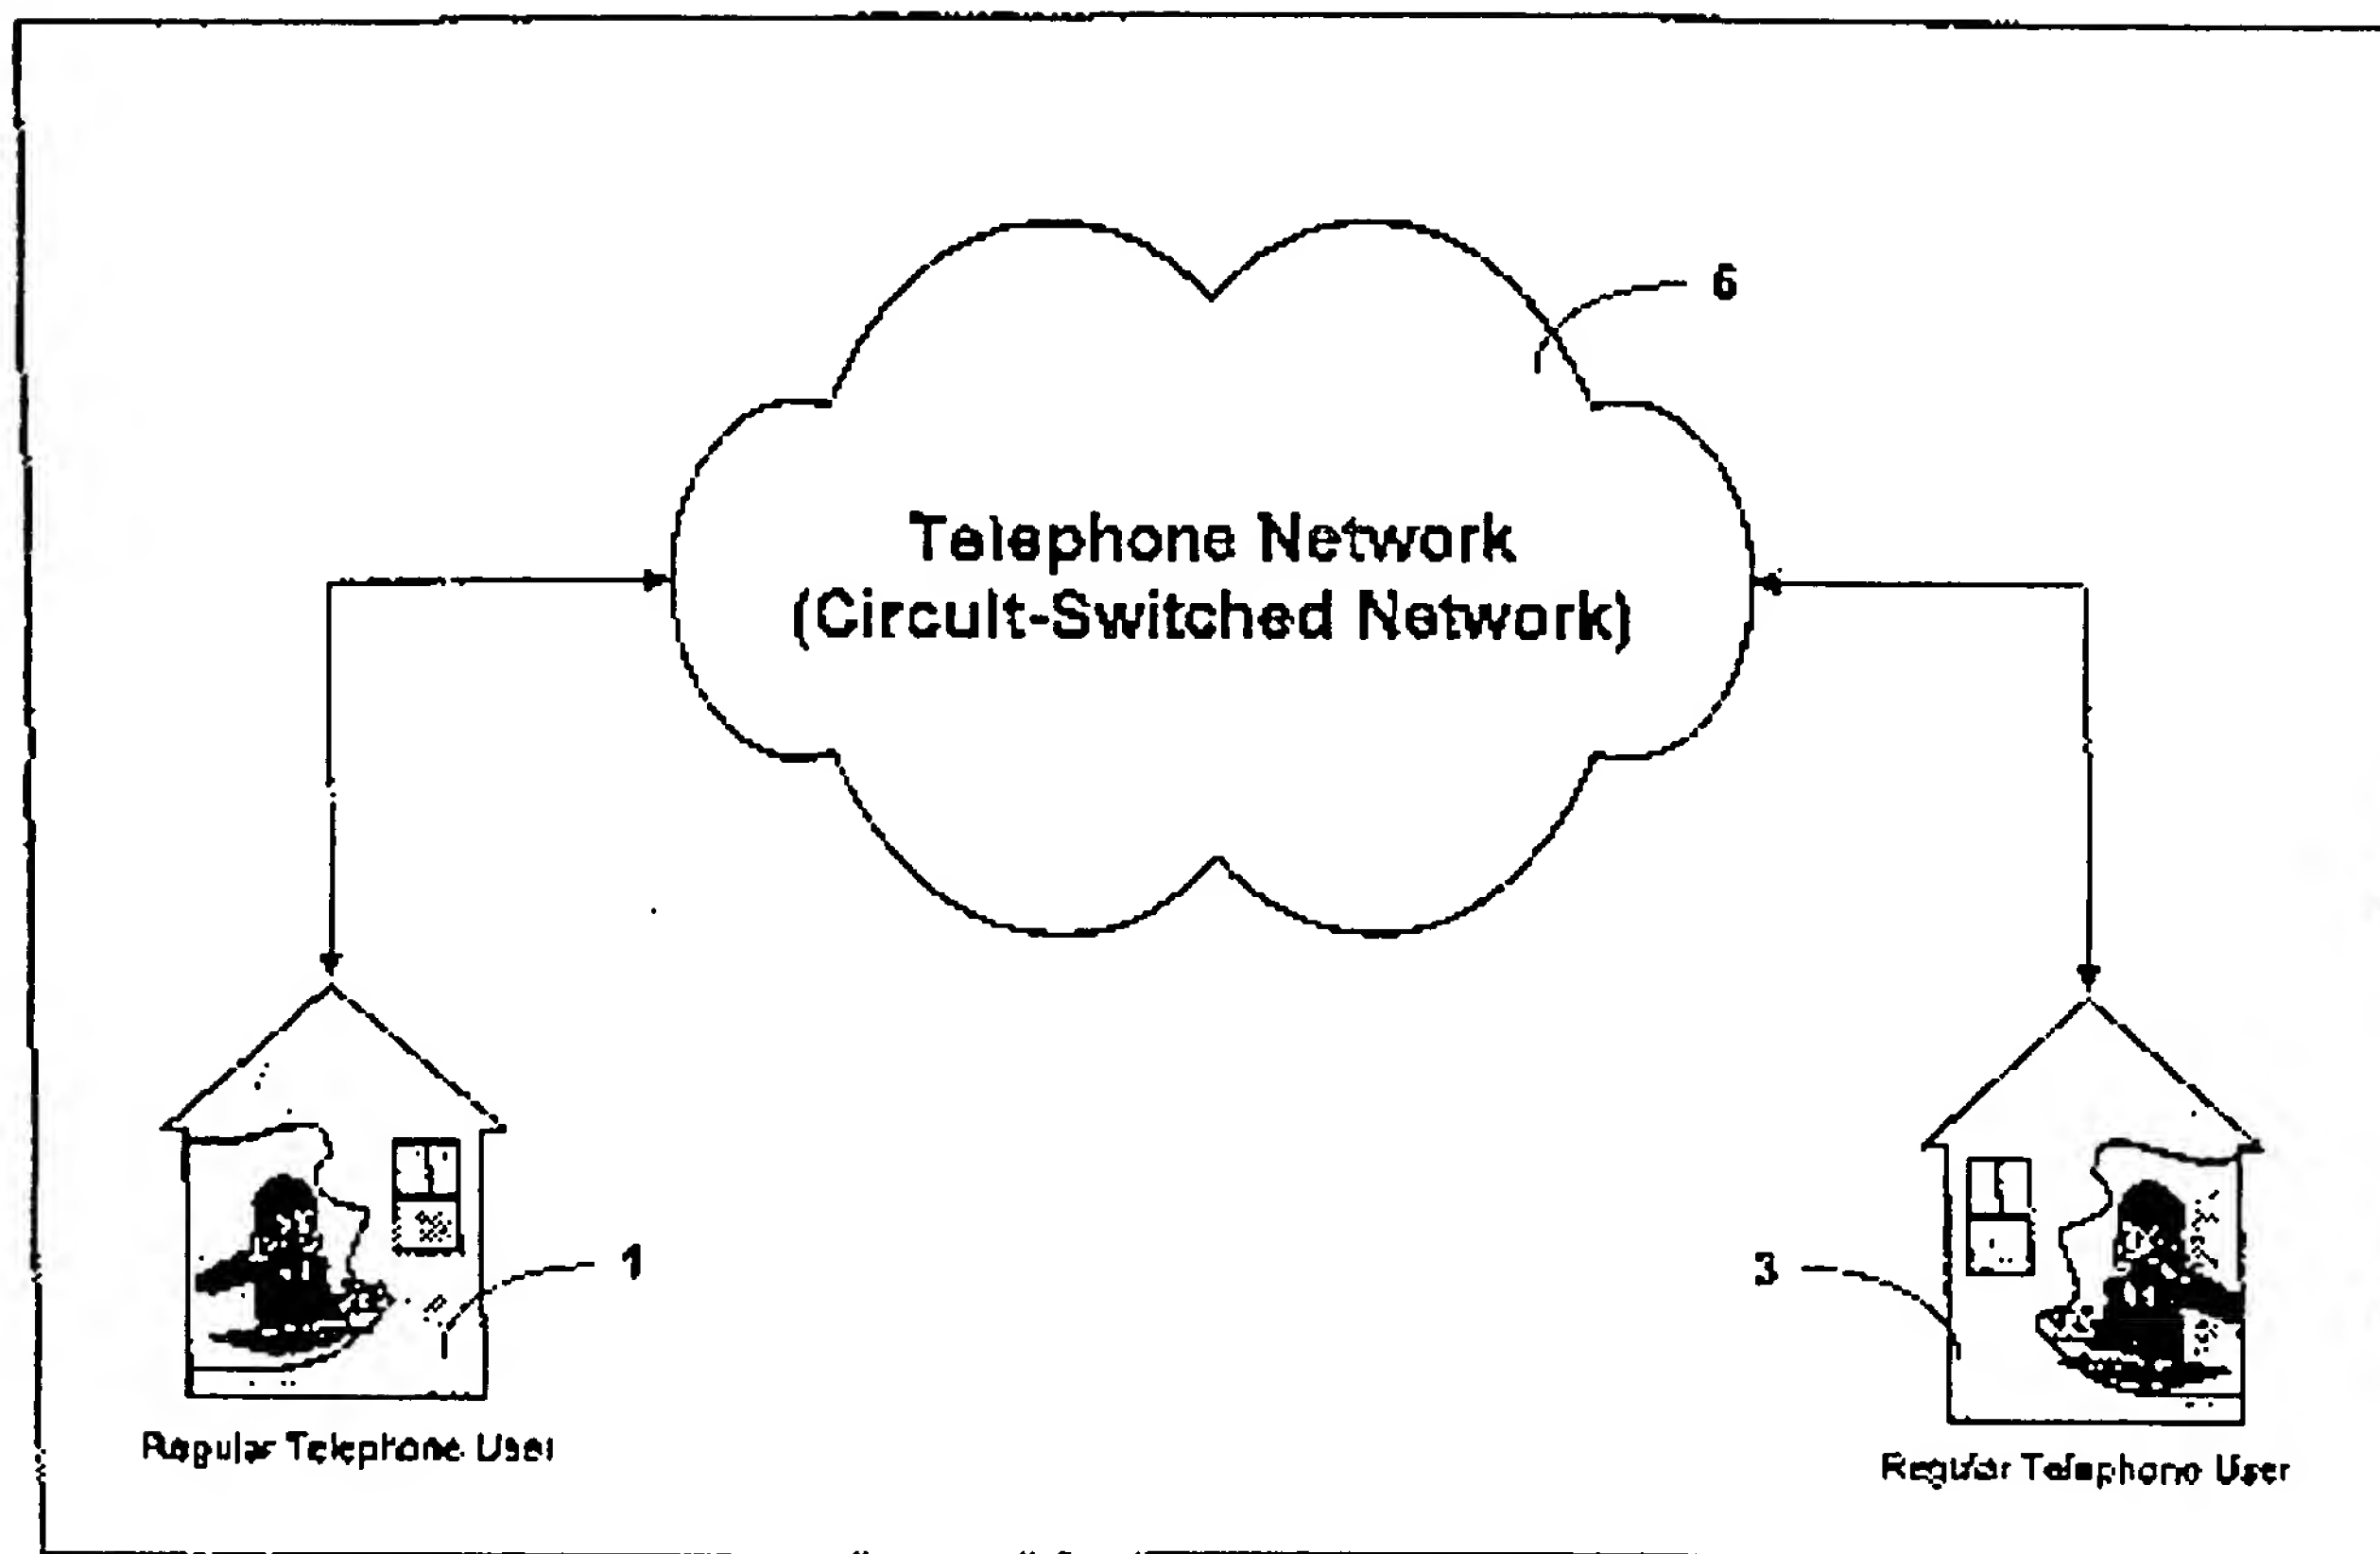 6
Telephone Network
(Circuit-Switched Network)
1
3
Regular Telephone User
Regular Telephone User